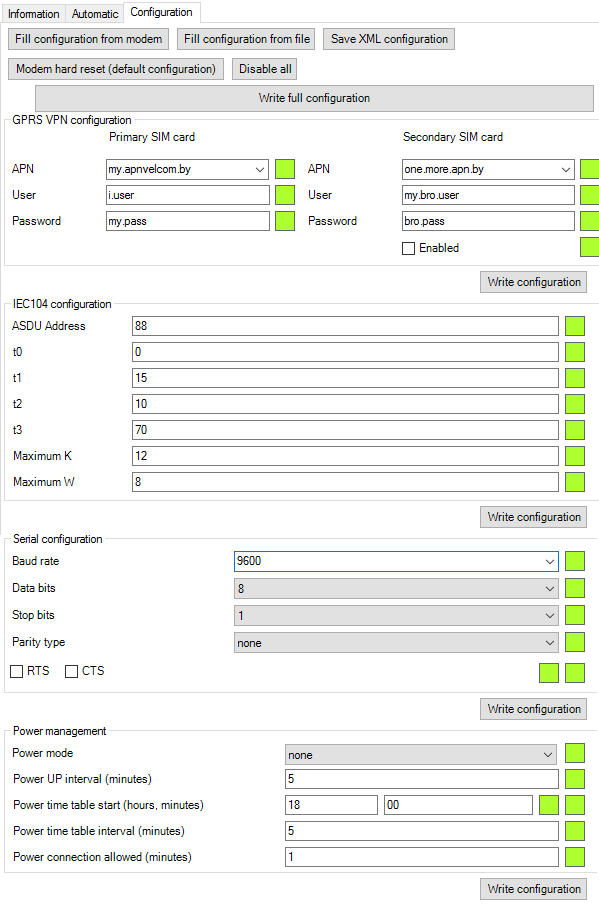 Information Automatic Configuration
Fill configuration from modem Fill configuration from file Save XML configuration
Modem hard reset (default configuration) Disable all
Write full configuration
GPRS VPN configuration
Primary SIM card Secondary SIM card
APN my.apnvelcom.by APN one.more.apn.by
User i.user User my.bro.user
Password my.pass Password bro.pass
Enabled
Write configuration
IEC104 configuration
ASDU Address 88
t0 0
t1 15
t2 10
t3 70
Maximum K 12
Maximum W 8
Write configuration
Serial configuration
Baud rate 9600
Data bits 8
Stop bits 1
Parity type none
RTS CTS
Write configuration
Power management
Power mode none
Power UP interval (minutes) 5
Power time table start (hours, minutes) 18 00
Power time table interval (minutes) 5
Power connection allowed (minutes) 1
Write configuration